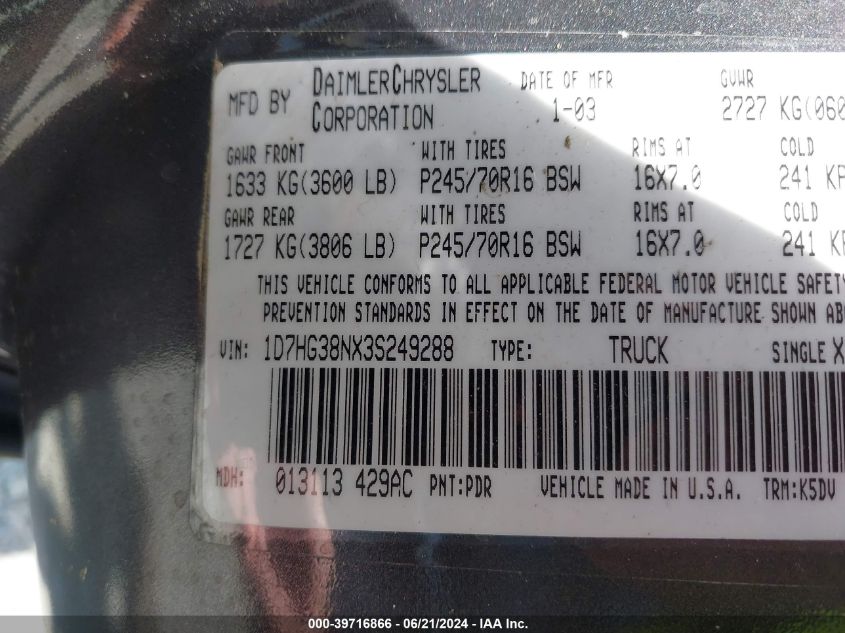 MFD BY DAIMLERCHRYSLER CORPORATION DATE OF MFR 1-03 GVWR 2727 KG(060
GAWR FRONT WITH TIRES RIMS AT COLD
1633 KG(3600 LB) P245/70R16 BSW 16X7.0 241 KP
GAWR REAR WITH TIRES RIMS AT COLD
1727 KG(3806 LB) P245/70R16 BSW 16X7.0 241 KP
THIS VEHICLE CONFORMS TO ALL APPLICABLE FEDERAL MOTOR VEHICLE SAFETY
PREVENTION STANDARDS IN EFFECT ON THE DATE OF MANUFACTURE SHOWN ABO
VIN: 1D7HG38NX3S249288 TYPE: TRUCK SINGLE X
MDH: 013113 429AC PNT:PDR VEHICLE MADE IN U.S.A. TRM:K5DV
000-39716866 - 06/21/2024 - IAA Inc.